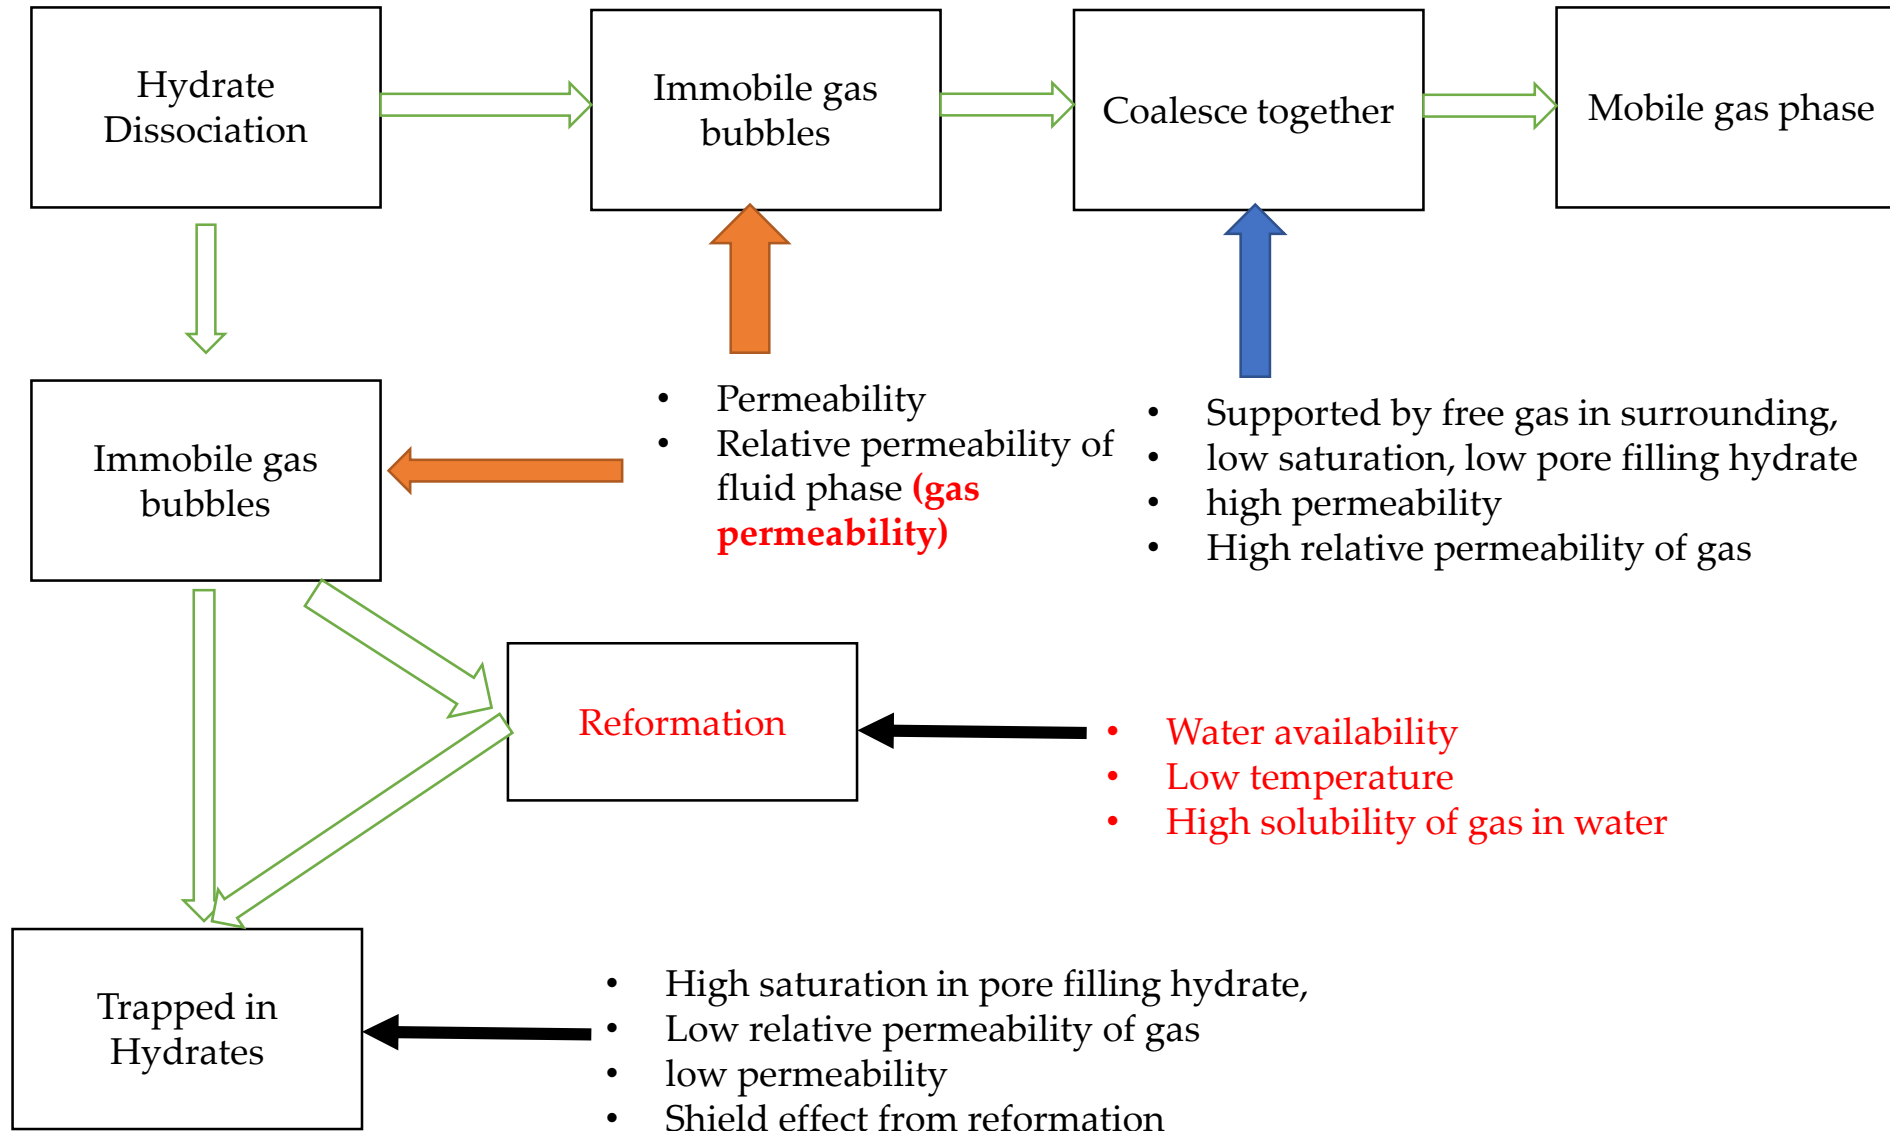 Hydrate
Dissociation
Immobile gas
bubbles
Coalesce together
Mobile gas phase
Immobile gas
bubbles
• Permeability
• Relative permeability of
fluid phase (gas
permeability)
• Supported by free gas in surrounding,
• low saturation, low pore filling hydrate
• high permeability
• High relative permeability of gas
Reformation
• Water availability
• Low temperature
• High solubility of gas in water
Trapped in
Hydrates
• High saturation in pore filling hydrate,
• Low relative permeability of gas
• low permeability
• Shield effect from reformation